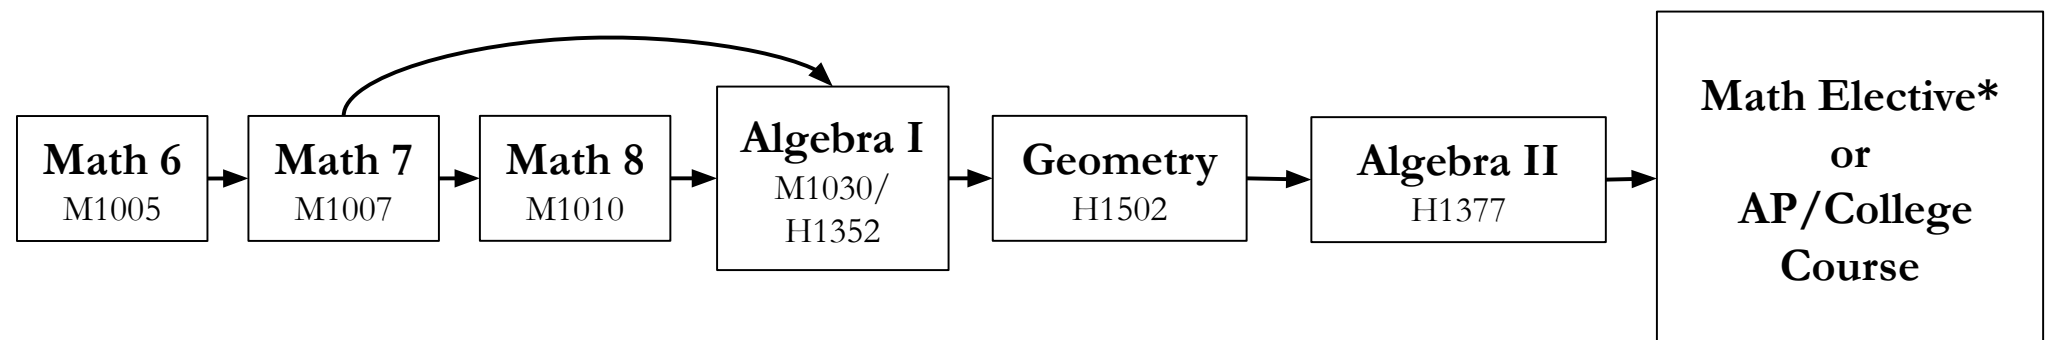 Math 6
M1005
Math 7
M1007
Math 8
M1010
Algebra I
M1030/
H1352
Geometry
H1502
Algebra II
H1377
Math Elective*
or
AP/College
Course